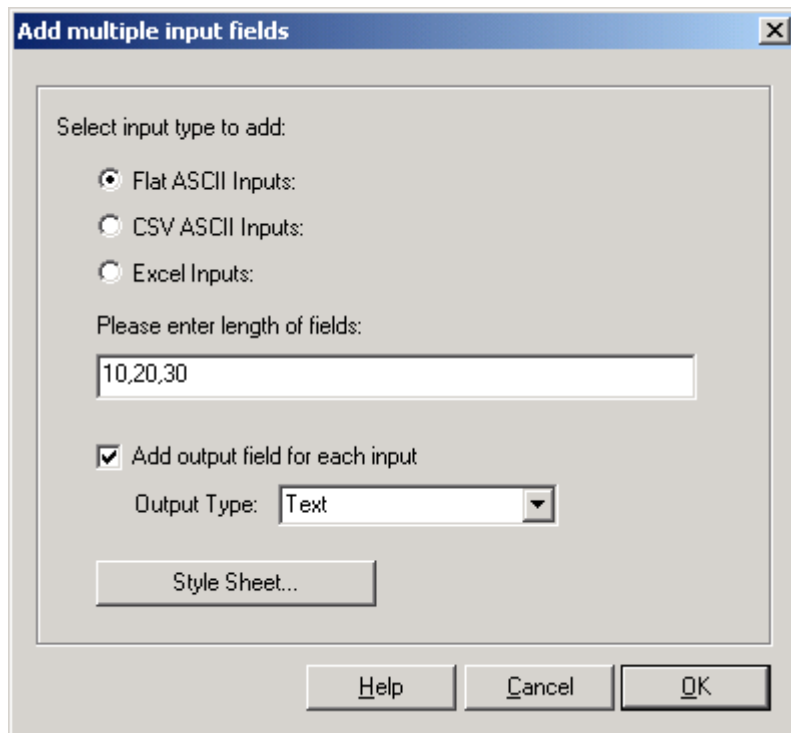 Add multiple input fields
Select input type to add:
Flat ASCII Inputs:
CSV ASCII Inputs:
Excel Inputs:
Please enter length of fields:
10,20,30
Add output field for each input
Output Type: Text
Style Sheet...
Help Cancel OK